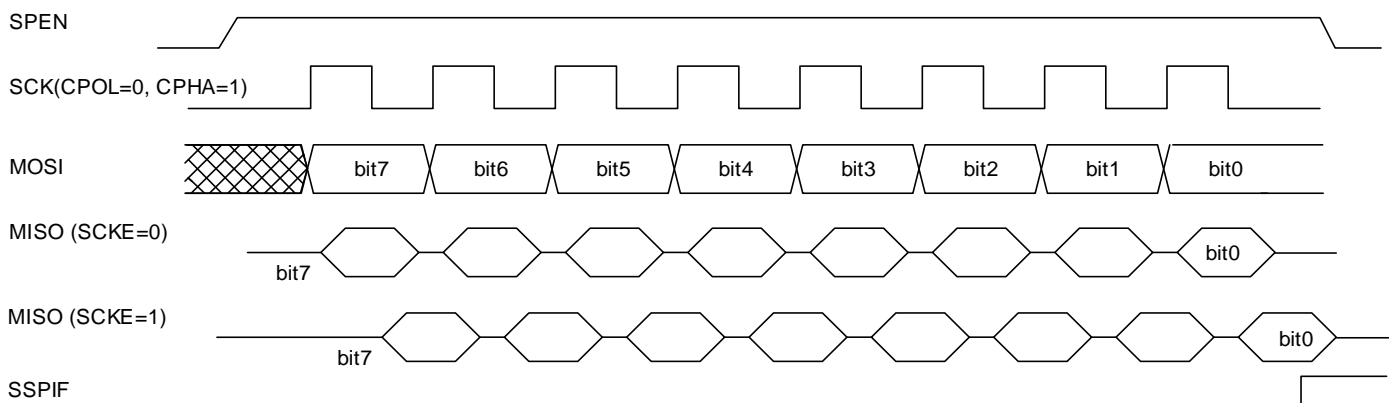 SPEN
SCK(CPOL=0, CPHA=1)
MOSI
bit7 bit6 bit5 bit4 bit3 bit2 bit1 bit0
MISO (SCKE=0)
bit7 bit0
MISO (SCKE=1)
bit7 bit0
SSPIF